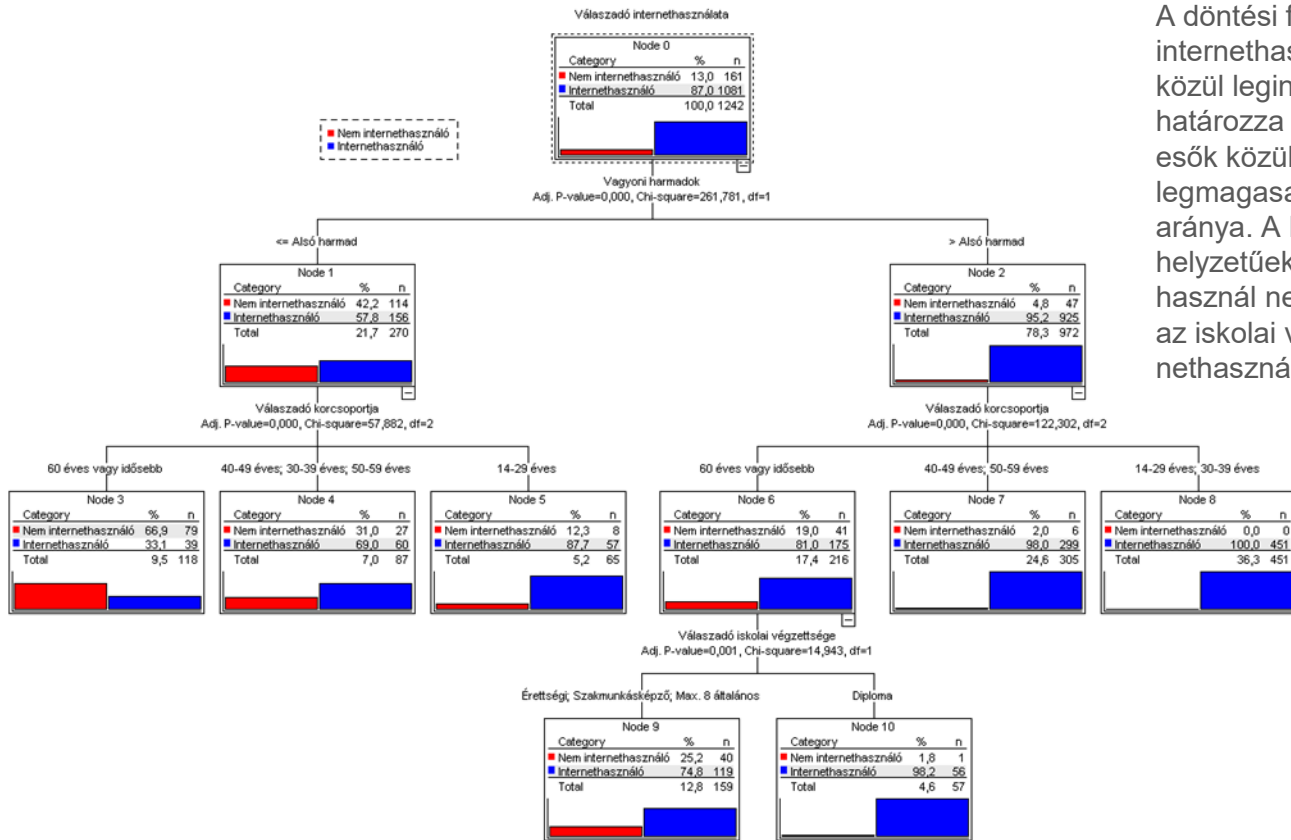 Válaszadó internethasználata
Node 0
Category % n
Nem internethasználó 13,0 161
Internethasználó 87,0 1081
Total 100,0 1242
Nem internethasználó
Internethasználó
Vagyoni harmadok
Adj. P-value=0,000, Chi-square=261,781, df=1
<= Alsó harmad
> Alsó harmad
Node 1
Category % n
Nem internethasználó 42,2 114
Internethasználó 57,8 156
Total 21,7 270
Node 2
Category % n
Nem internethasználó 4,8 47
Internethasználó 95,2 925
Total 78,3 972
Válaszadó korcsoportja
Adj. P-value=0,000, Chi-square=57,882, df=2
Válaszadó korcsoportja
Adj. P-value=0,000, Chi-square=122,302, df=2
60 éves vagy idősebb
40-49 éves; 30-39 éves; 50-59 éves
14-29 éves
60 éves vagy idősebb
40-49 éves; 50-59 éves
14-29 éves; 30-39 éves
Node 3
Category % n
Nem internethasználó 66,9 79
Internethasználó 33,1 39
Total 9,5 118
Node 4
Category % n
Nem internethasználó 31,0 27
Internethasználó 69,0 60
Total 7,0 87
Node 5
Category % n
Nem internethasználó 12,3 8
Internethasználó 87,7 57
Total 5,2 65
Node 6
Category % n
Nem internethasználó 19,0 41
Internethasználó 81,0 175
Total 17,4 216
Node 7
Category % n
Nem internethasználó 2,0 6
Internethasználó 98,0 299
Total 24,6 305
Node 8
Category % n
Nem internethasználó 0,0 0
Internethasználó 100,0 451
Total 36,3 451
Válaszadó iskolai végzettsége
Adj. P-value=0,001, Chi-square=14,943, df=1
Érettségi; Szakmunkásképző; Max. 8 általános
Diploma
Node 9
Category % n
Nem internethasználó 25,2 40
Internethasználó 74,8 119
Total 12,8 159
Node 10
Category % n
Nem internethasználó 1,8 1
Internethasználó 98,2 56
Total 4,6 57
A döntési
közül
határozza
esők közül
aránya. A
használ
az iskolai